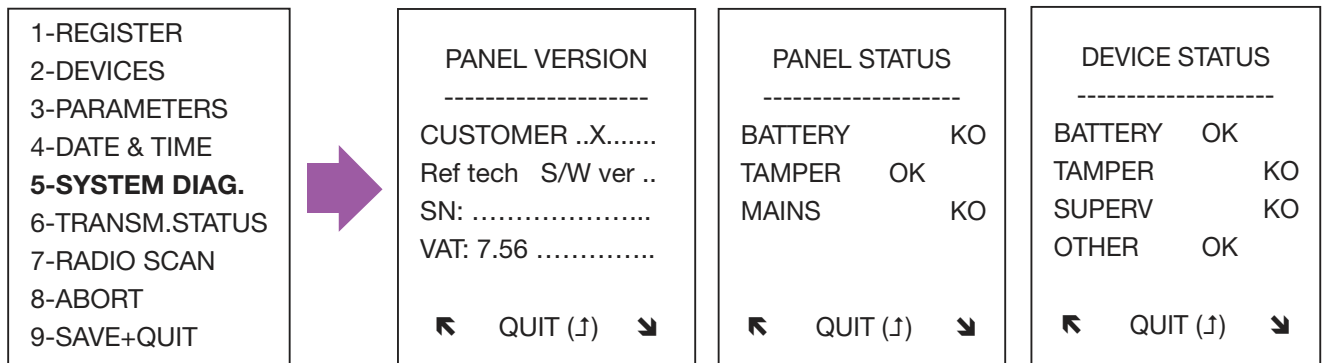 1-REGISTER
2-DEVICES
3-PARAMETERS
4-DATE & TIME
5-SYSTEM DIAG.
6-TRANSM.STATUS
7-RADIO SCAN
8-ABORT
9-SAVE+QUIT
PANEL VERSION
--------------------
CUSTOMER ..X.......
Ref tech S/W ver ..
SN: …………………...
VAT: 7.56 …………..
↖ QUIT (⮥) ↘
PANEL STATUS
-------------------
BATTERY KO
TAMPER OK
MAINS KO
↖ QUIT (⮥) ↘
DEVICE STATUS
--------------------
BATTERY OK
TAMPER KO
SUPERV KO
OTHER OK
↖ QUIT (⮥) ↘